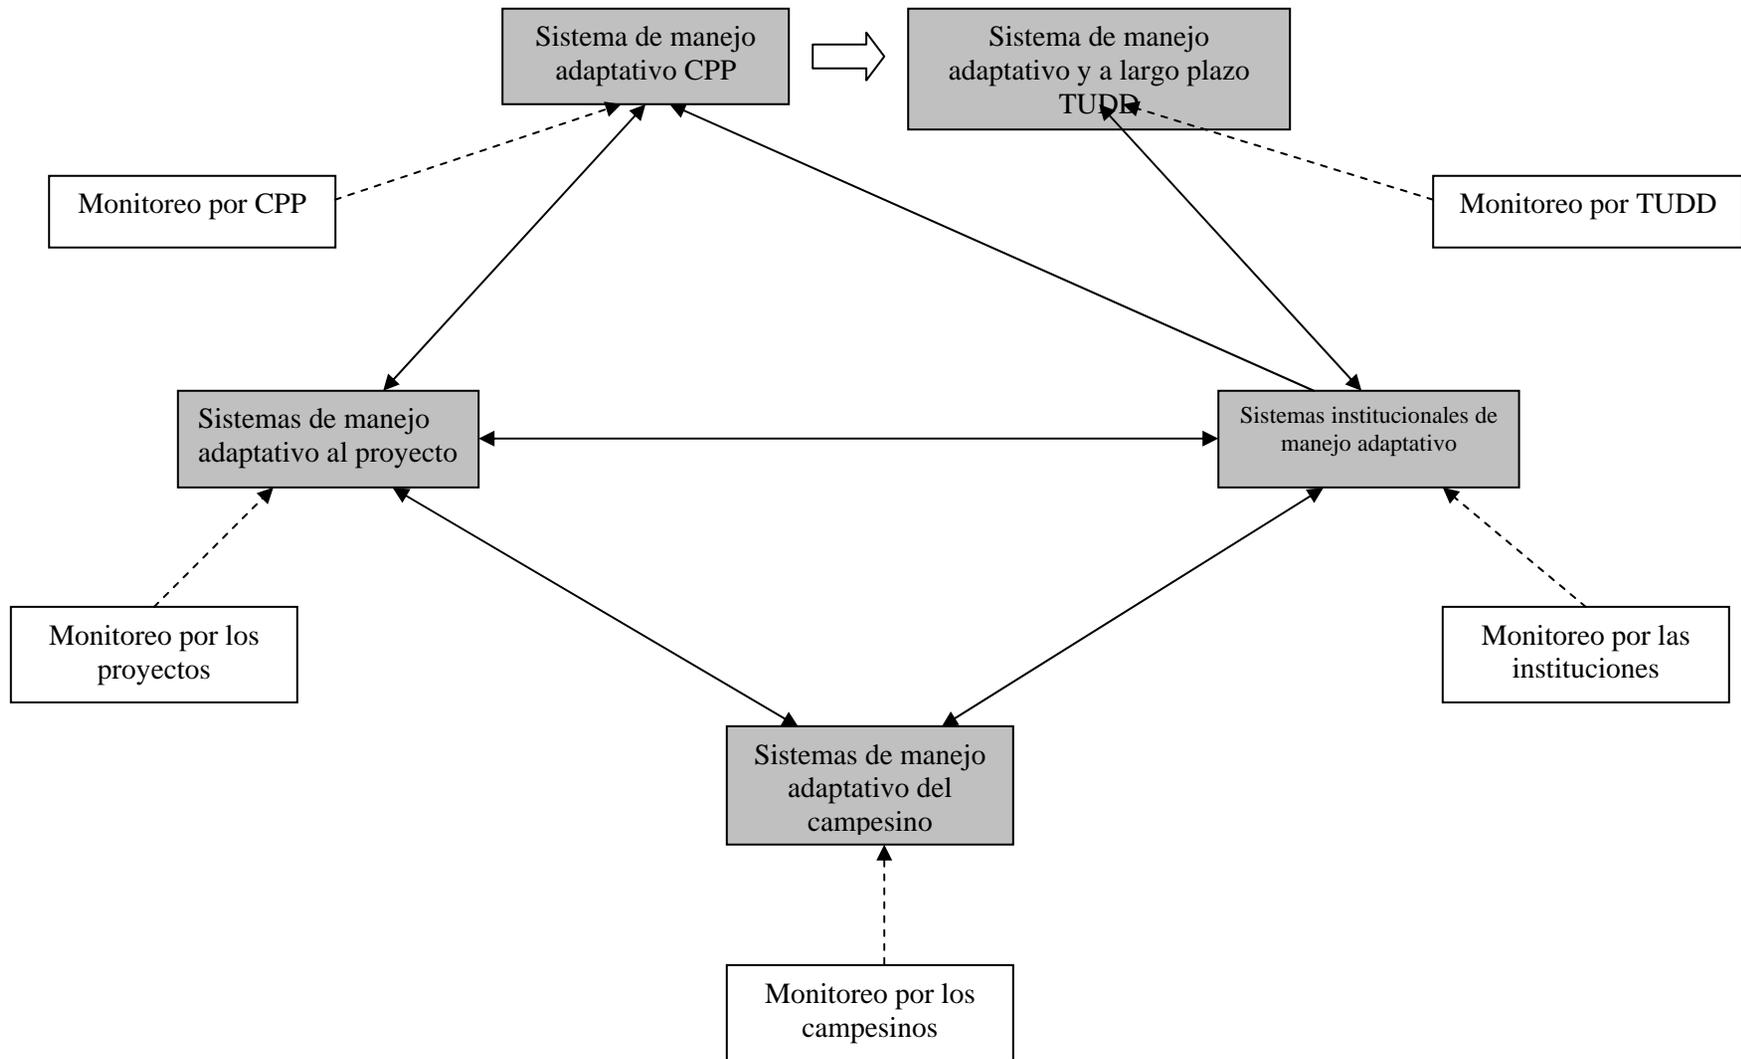 Sistema de manejo
adaptativo CPP
Sistema de manejo
adaptativo y a largo plazo
TUDD
Monitoreo por CPP
Monitoreo por TUDD
Sistemas de manejo
adaptativo al proyecto
Sistemas institucionales de
manejo adaptativo
Monitoreo por los
proyectos
Monitoreo por las
instituciones
Sistemas de manejo
adaptativo del
campesino
Monitoreo por los
campesinos